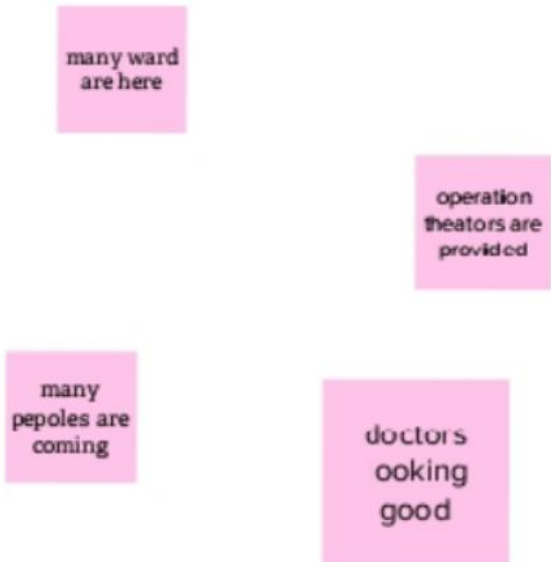 many ward
are here
operation
theators are
provided
many
pepoles are
coming
doctors
ooking
good